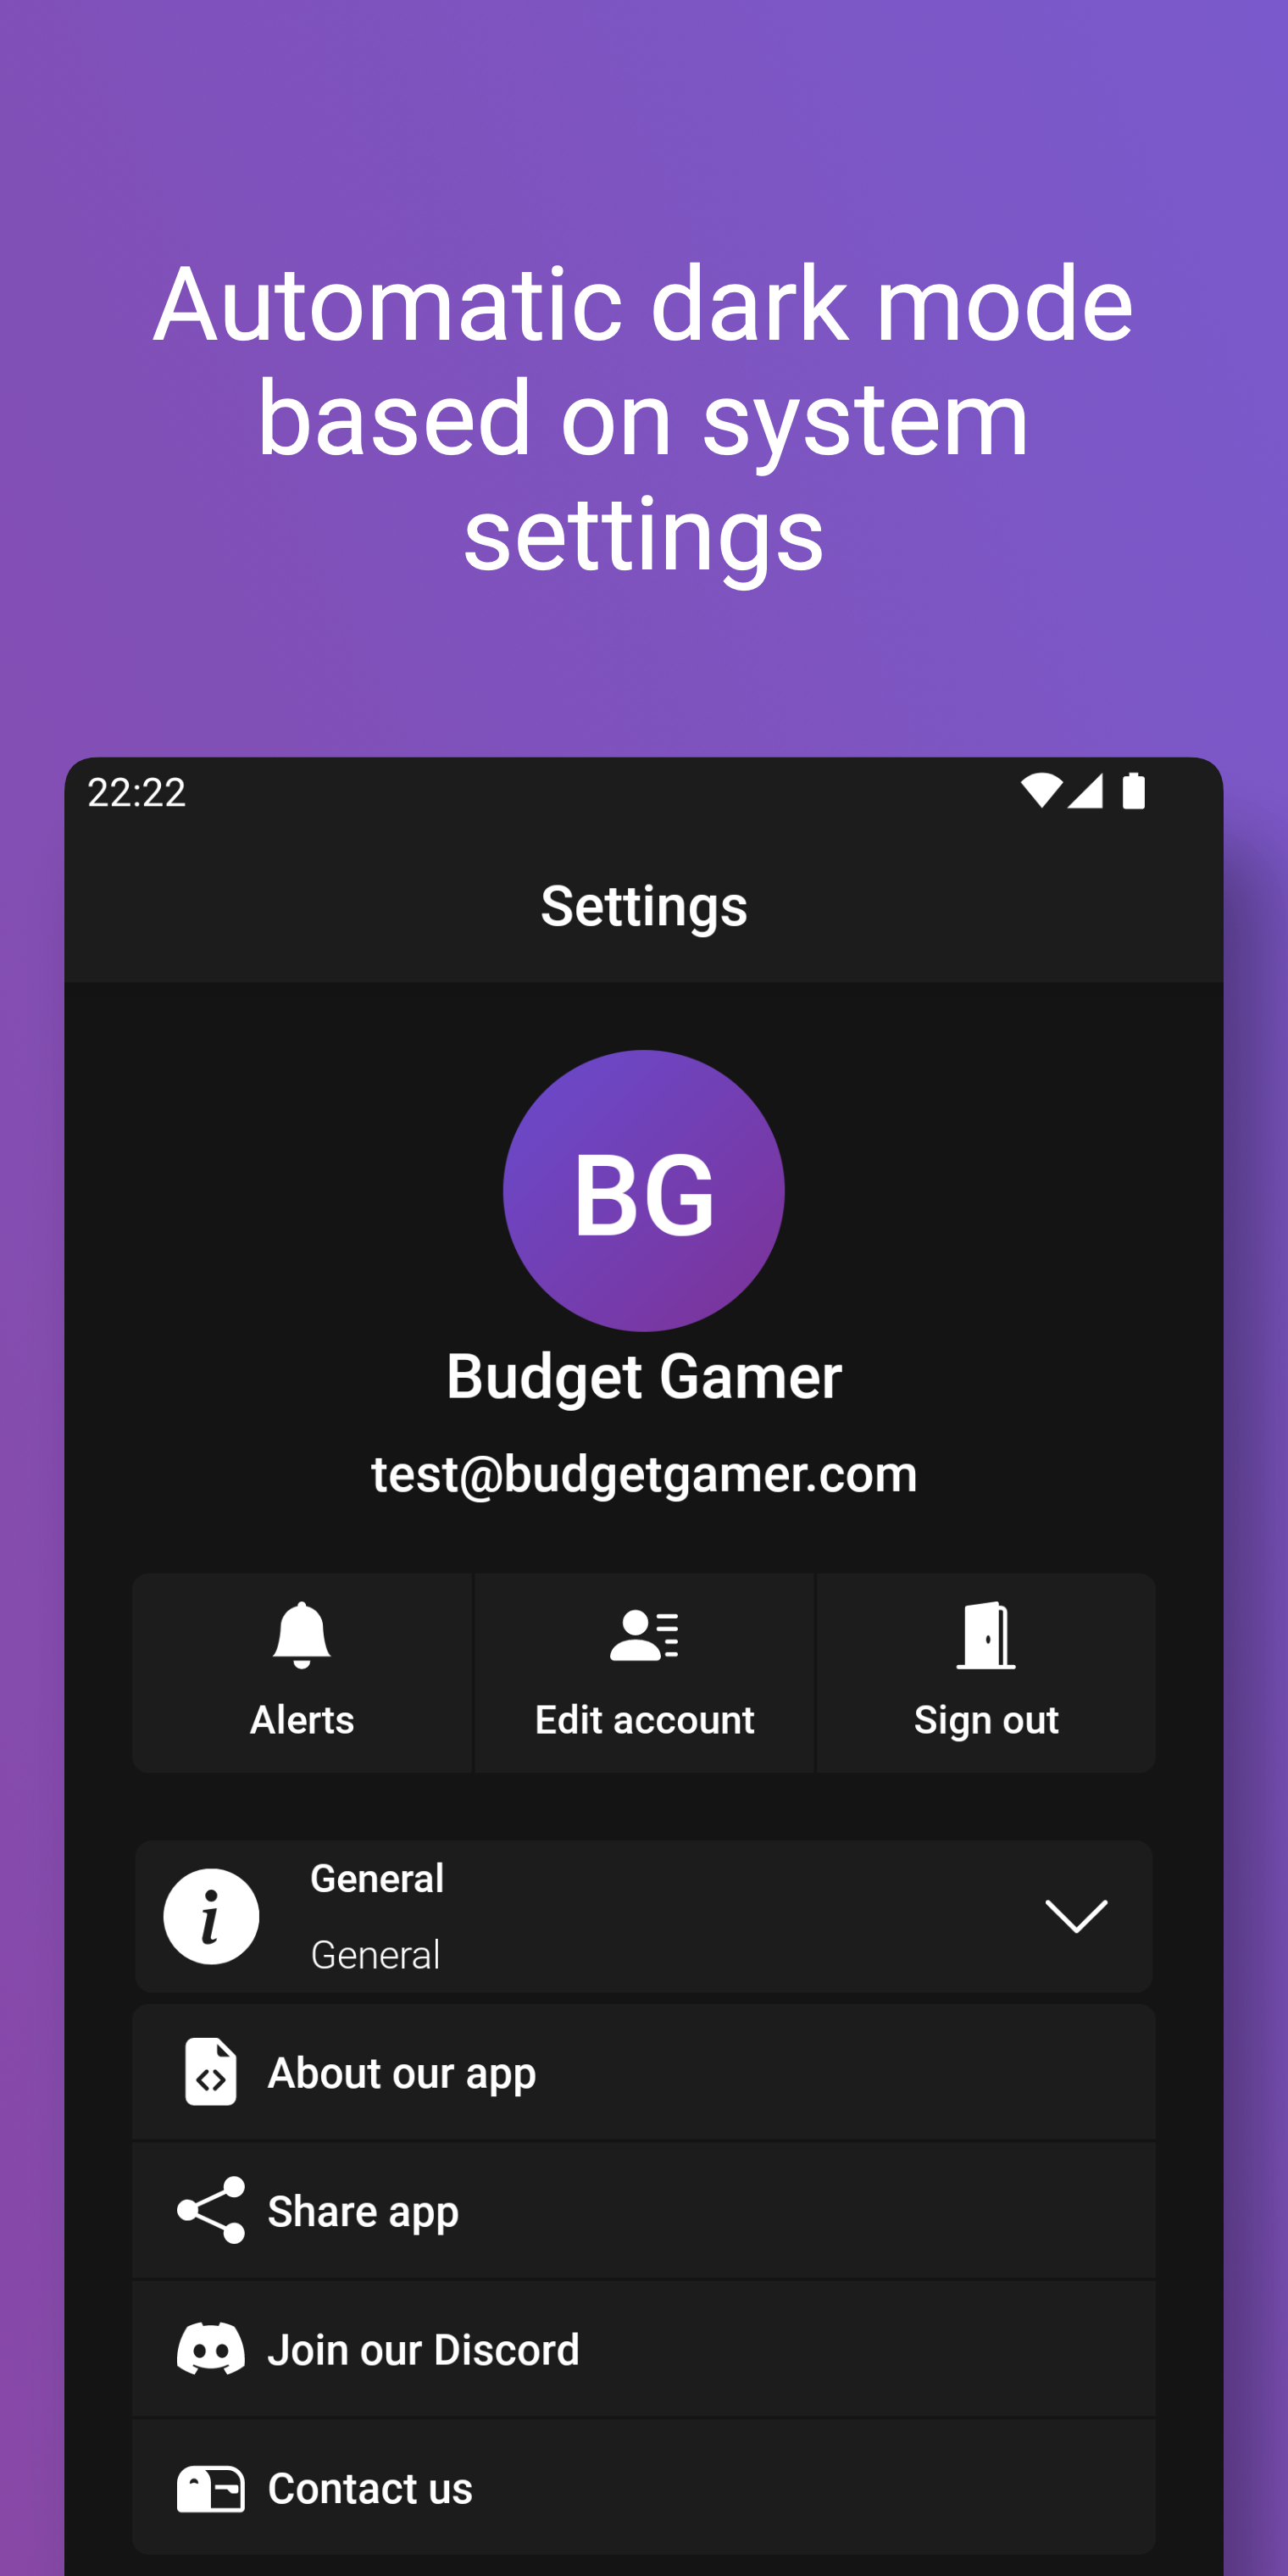 Automatic dark mode
based on system
settings
22:22
Settings
BG
Budget Gamer
test@budgetgamer.com
Alerts
Edit account
Sign out
General
General
About our app
Share app
Join our Discord
Contact us